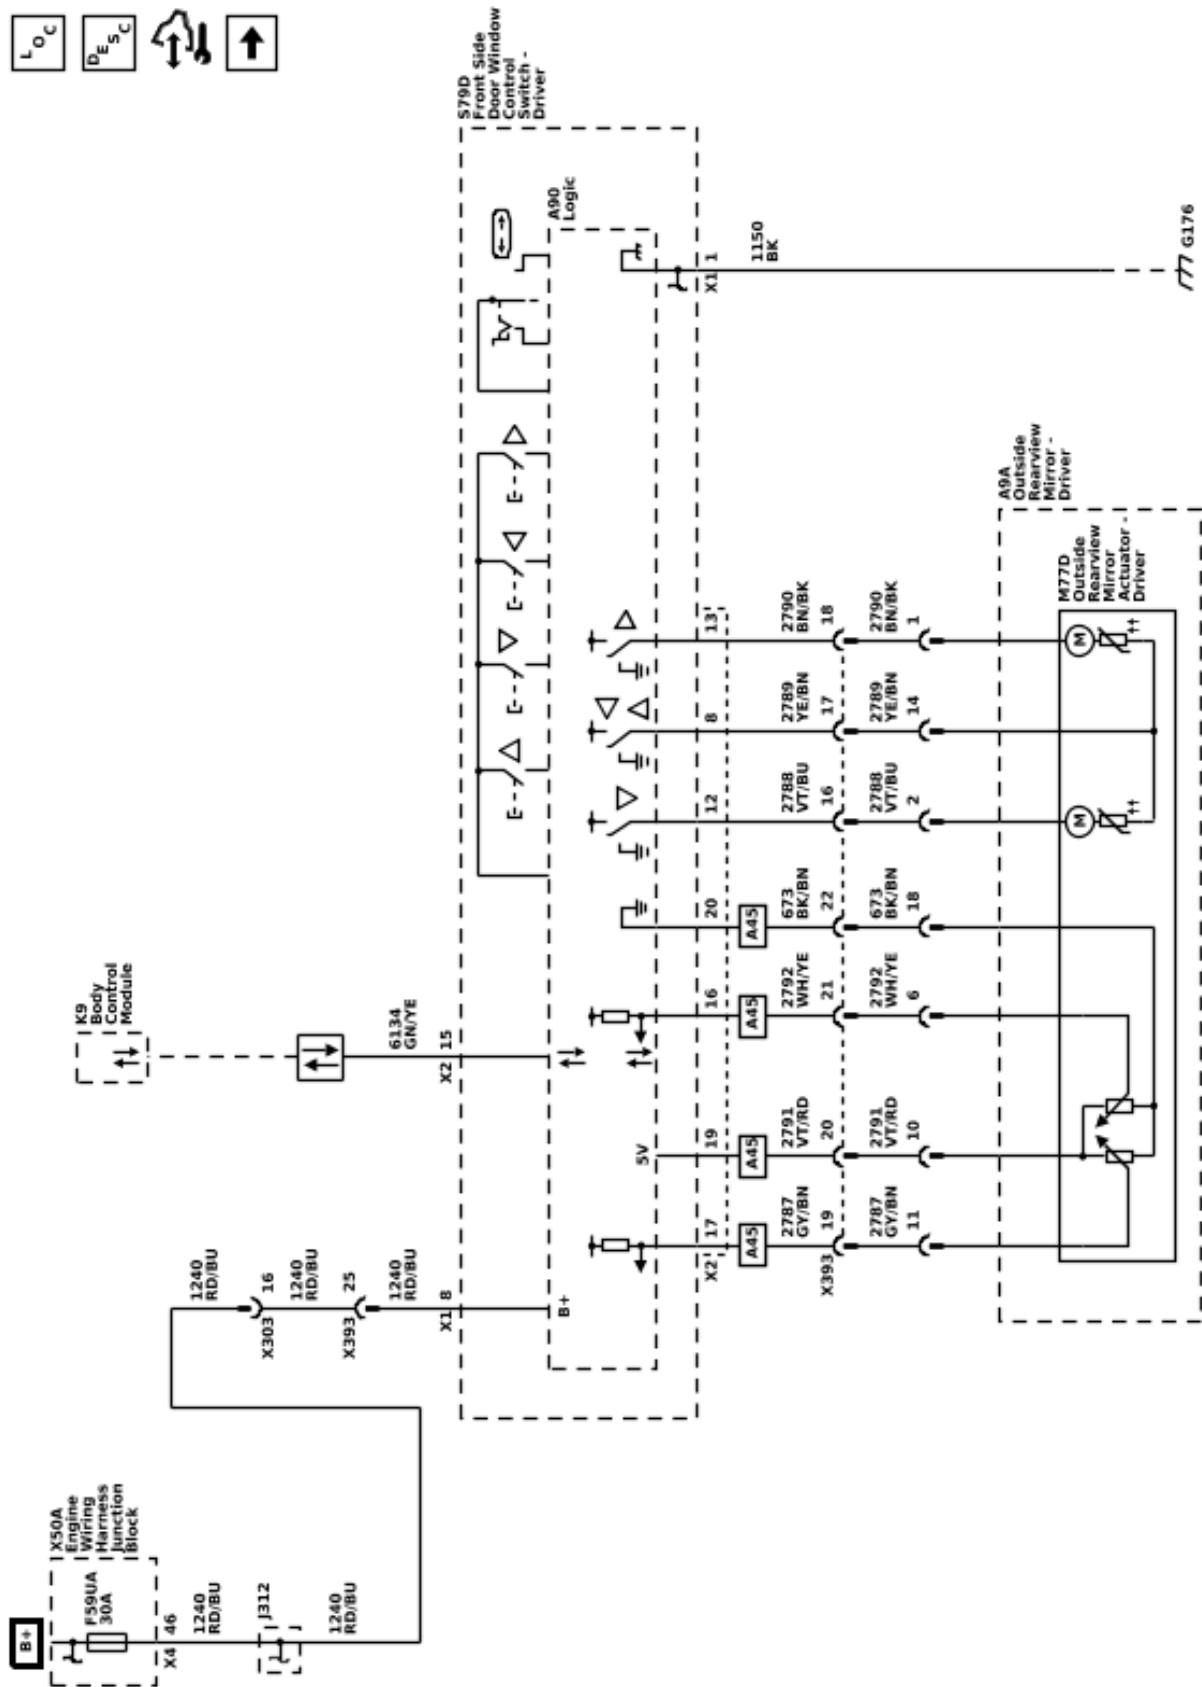 B+
X50A
Engine
Wiring
Harness
Junction
Block
F59UA
30A
X4 46
1240
RD/BU
J312
1240
RD/BU
1240
RD/BU
X303 16
1240
RD/BU
X393 25
1240
RD/BU
X1 8
B+
K9
Body
Control
Module
6134
GN/YE
X2 15
LOC
DESC
S79D
Front Side
Door Window
Control
Switch -
Driver
A90
Logic
5V
X2 17
19
16
20
12
8
13
X1 1
1150
BK
G176
A45
A45
A45
A45
2787
GY/BN
2791
VT/RD
2792
WH/YE
673
BK/BN
2788
VT/BU
2789
YE/BN
2790
BN/BK
X393 19
20
21
22
16
17
18
2787
GY/BN
2791
VT/RD
2792
WH/YE
673
BK/BN
2788
VT/BU
2789
YE/BN
2790
BN/BK
11
10
6
18
2
14
1
A9A
Outside
Rearview
Mirror -
Driver
M77D
Outside
Rearview
Mirror
Actuator -
Driver
M
M